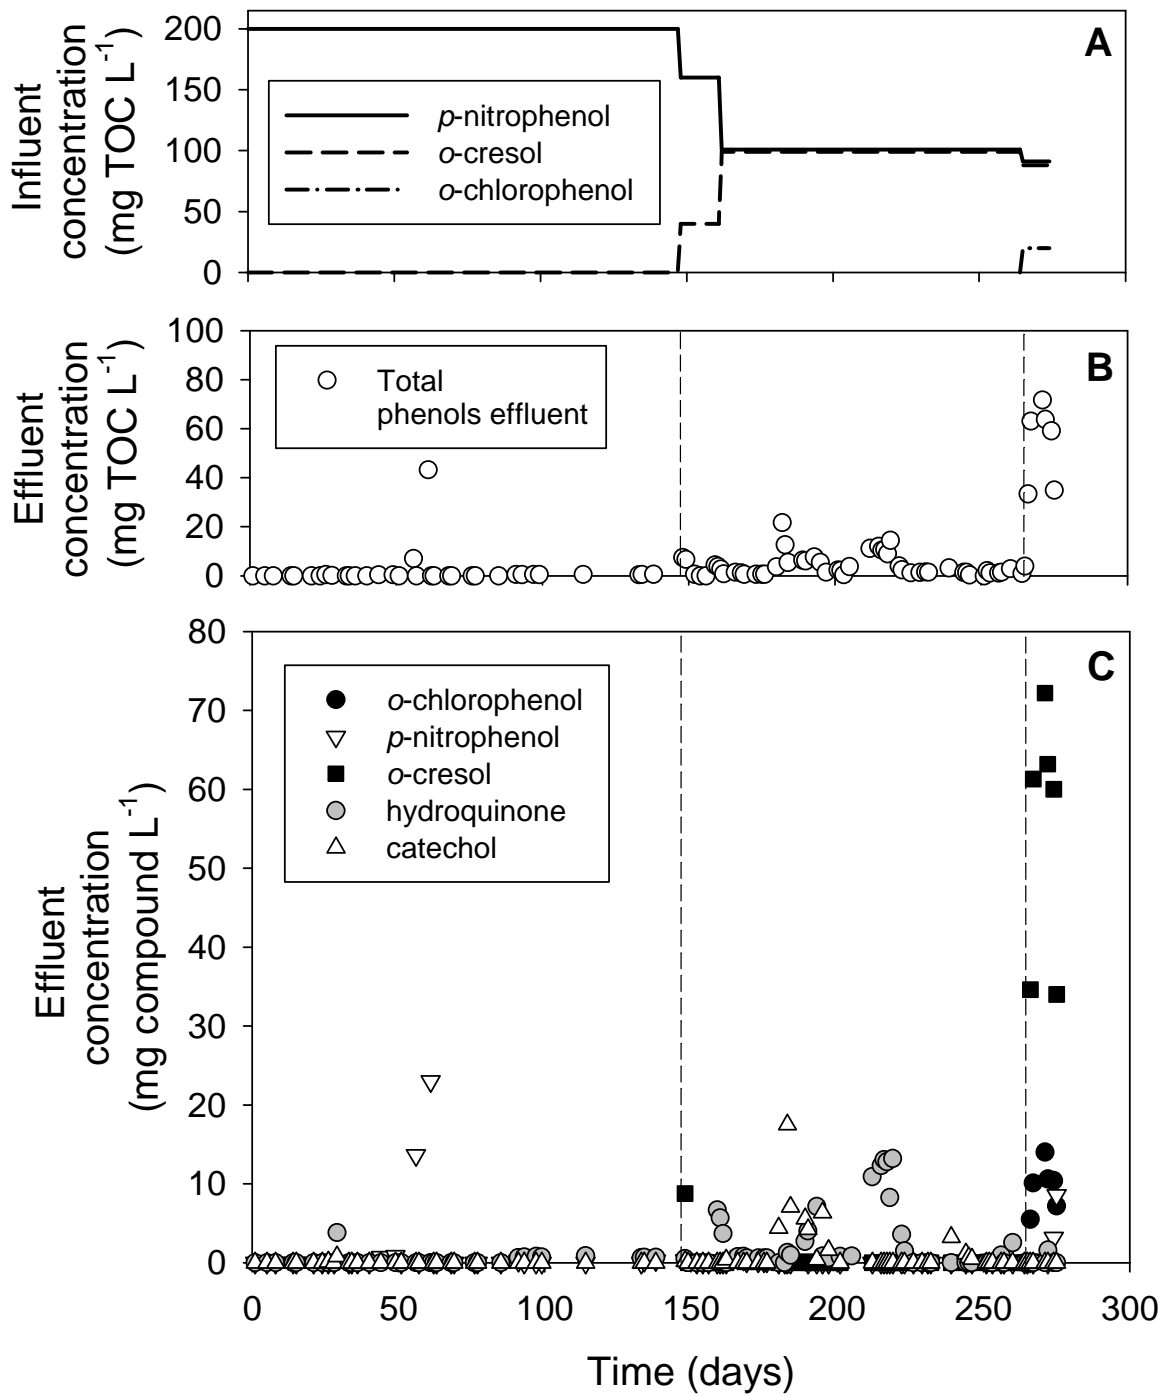 Influent
concentration
(mg TOC L⁻¹)
200
150
100
50
0
A
p-nitrophenol
o-cresol
o-chlorophenol
Effluent
concentration
(mg TOC L⁻¹)
100
80
60
40
20
0
B
Total
phenols effluent
Effluent
concentration
(mg compound L⁻¹)
80
70
60
50
40
30
20
10
0
C
o-chlorophenol
p-nitrophenol
o-cresol
hydroquinone
catechol
0 50 100 150 200 250 300
Time (days)